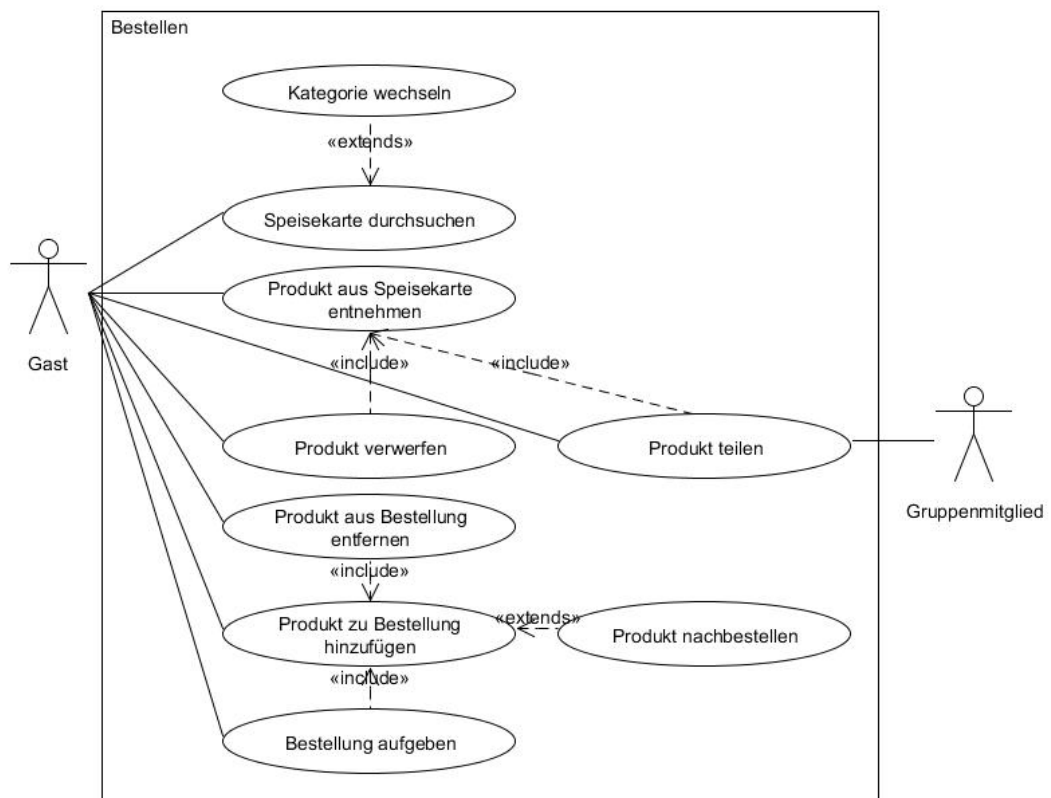 Bestellen
Kategorie wechseln
«extends»
Speisekarte durchsuchen
Produkt aus Speisekarte
entnehmen
Gast
«include»
«include»
Produkt verwerfen
Produkt teilen
Gruppenmitglied
Produkt aus Bestellung
entfernen
«include»
Produkt zu Bestellung
hinzufügen
«extends»
Produkt nachbestellen
«include»
Bestellung aufgeben